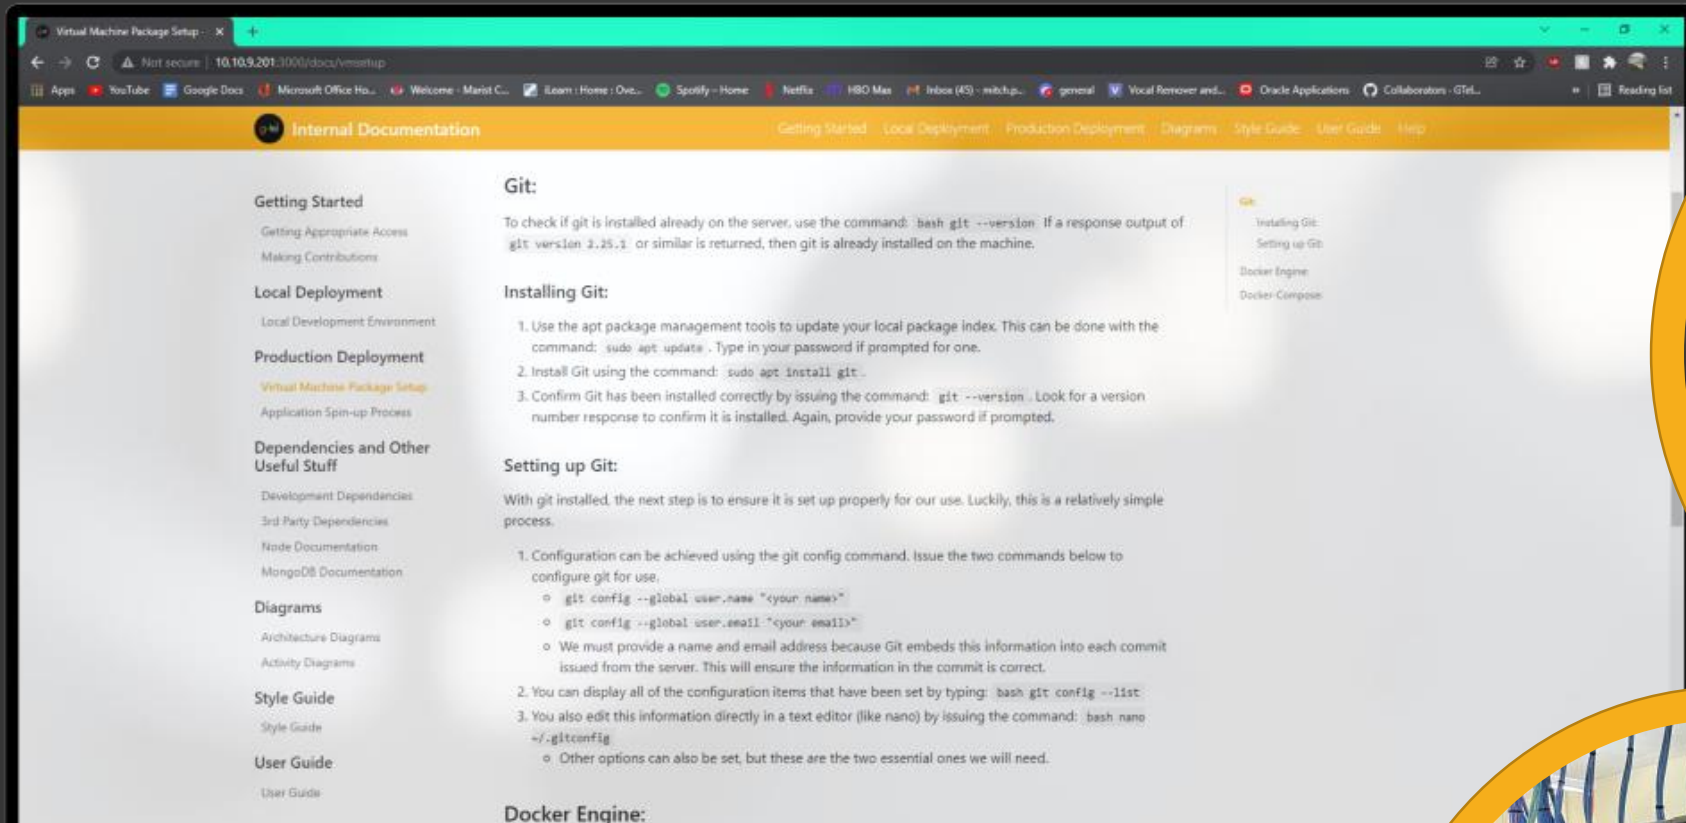 Virtual Machine Package Setup
Not secure | 10.10.9.201:3000/docs/vmsetup
Apps YouTube Google Docs Microsoft Office Ho... Welcome - Marist C... iLearn : Home : Ove... Spotify – Home Netflix HBO Max Inbox (45) - mitch.p... general Vocal Remover and... Oracle Applications Collaborators · GTel... » Reading list
Internal Documentation Getting Started Local Deployment Production Deployment Diagrams Style Guide User Guide Help
Getting Started
Getting Appropriate Access
Making Contributions
Local Deployment
Local Development Environment
Production Deployment
Virtual Machine Package Setup
Application Spin-up Process
Dependencies and Other
Useful Stuff
Development Dependencies
3rd Party Dependencies
Node Documentation
MongoDB Documentation
Diagrams
Architecture Diagrams
Activity Diagrams
Style Guide
Style Guide
User Guide
User Guide
Git:
To check if git is installed already on the server, use the command: bash git --version If a response output of
git version 2.25.1 or similar is returned, then git is already installed on the machine.
Installing Git:
1. Use the apt package management tools to update your local package index. This can be done with the
command: sudo apt update . Type in your password if prompted for one.
2. Install Git using the command: sudo apt install git .
3. Confirm Git has been installed correctly by issuing the command: git --version . Look for a version
number response to confirm it is installed. Again, provide your password if prompted.
Setting up Git:
With git installed, the next step is to ensure it is set up properly for our use. Luckily, this is a relatively simple
process.
1. Configuration can be achieved using the git config command. Issue the two commands below to
configure git for use.
git config --global user.name "<your name>"
git config --global user.email "<your email>"
We must provide a name and email address because Git embeds this information into each commit
issued from the server. This will ensure the information in the commit is correct.
2. You can display all of the configuration items that have been set by typing: bash git config --list
3. You also edit this information directly in a text editor (like nano) by issuing the command: bash nano
~/.gitconfig
Other options can also be set, but these are the two essential ones we will need.
Docker Engine:
Git:
Installing Git:
Setting up Git:
Docker Engine:
Docker-Compose: